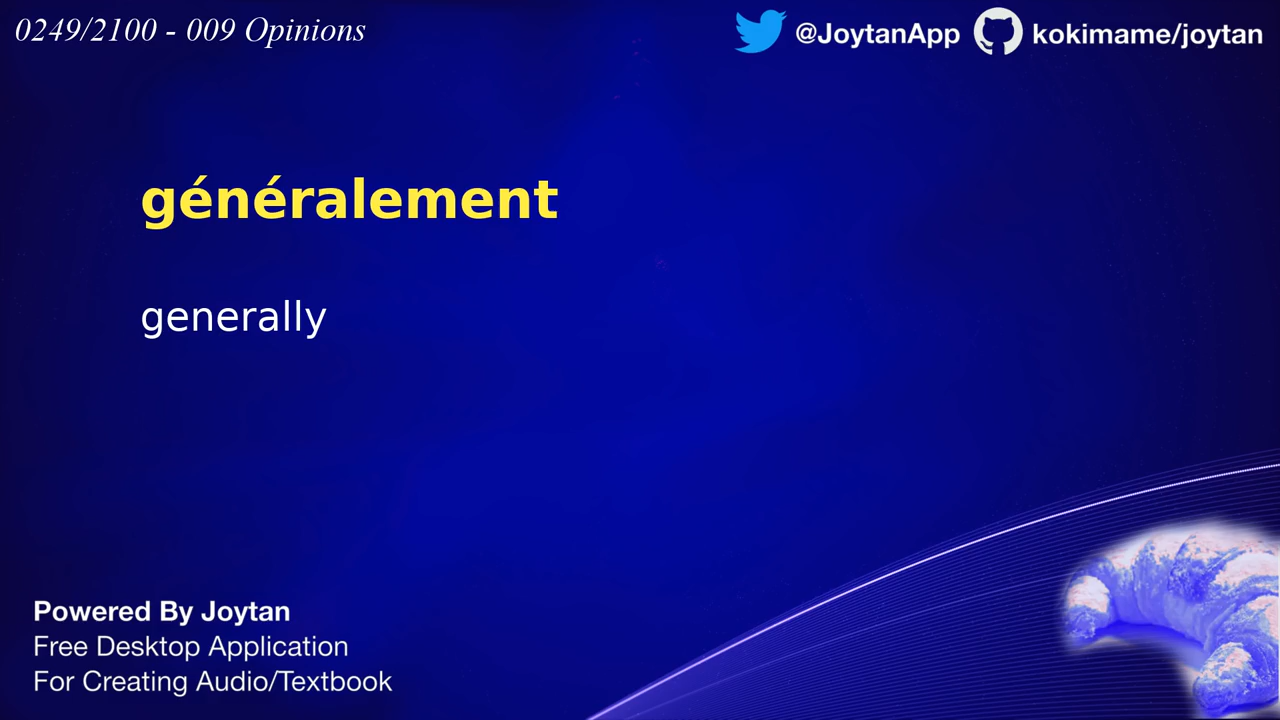 0249/2100 - 009 Opinions
@JoytanApp
kokimame/joytan
généralement
generally
Powered By Joytan
Free Desktop Application
For Creating Audio/Textbook